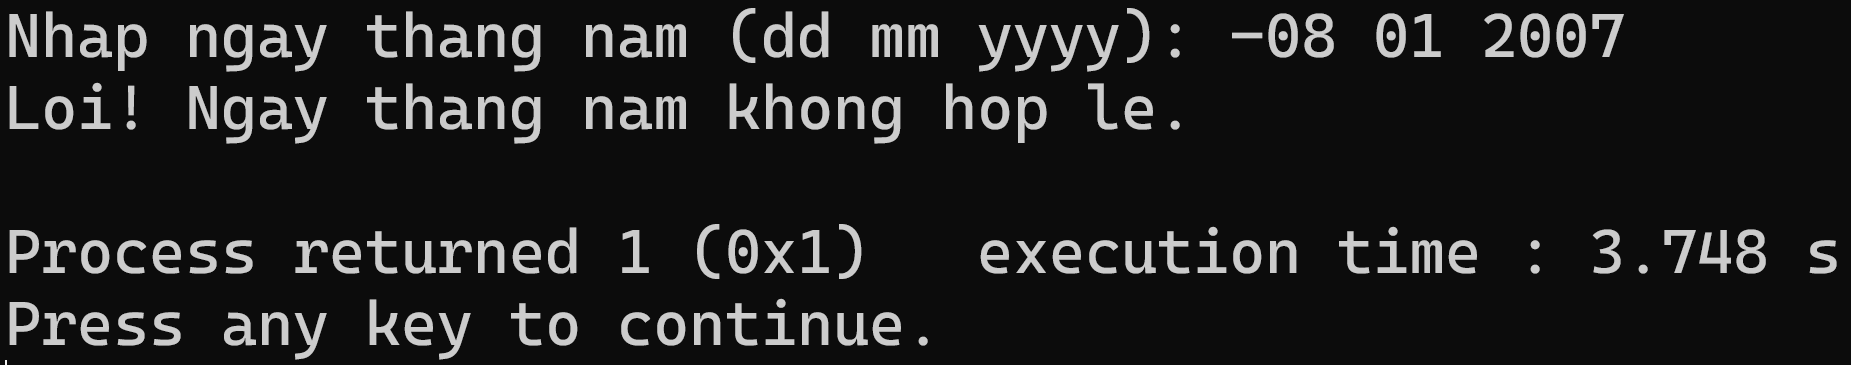 Nhap ngay thang nam (dd mm yyyy): -08 01 2007
Loi! Ngay thang nam khong hop le.
Process returned 1 (0x1)   execution time : 3.748 s
Press any key to continue.